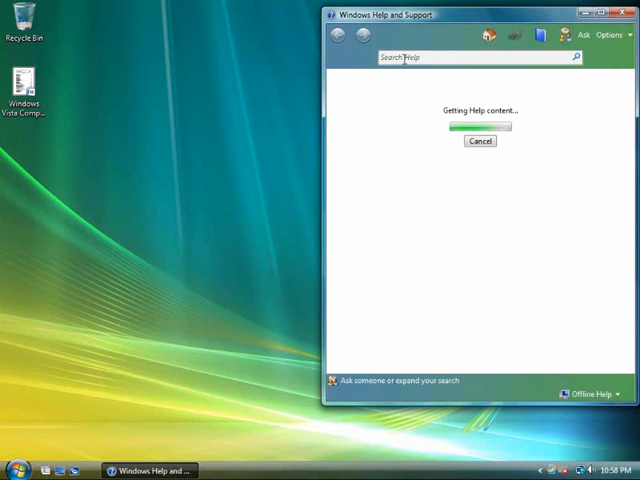 Recycle Bin
Windows
Vista Comp...
Windows Help and Support
Ask
Options
Search Help
Getting Help content...
Cancel
Ask someone or expand your search
Offline Help
Windows Help and ...
10:58 PM